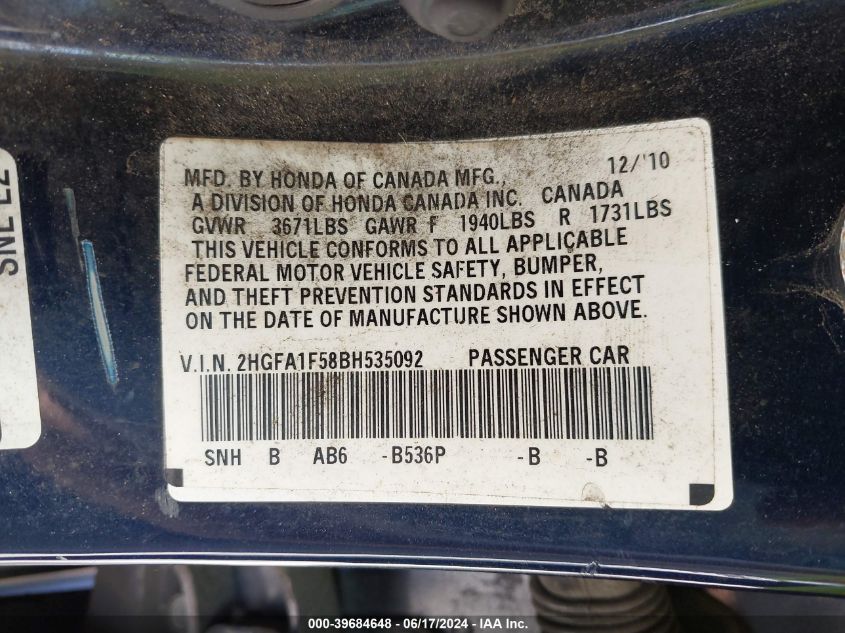 MFD. BY HONDA OF CANADA MFG., 12/'10
A DIVISION OF HONDA CANADA INC. CANADA
GVWR 3671LBS GAWR F 1940LBS R 1731LBS
THIS VEHICLE CONFORMS TO ALL APPLICABLE
FEDERAL MOTOR VEHICLE SAFETY, BUMPER,
AND THEFT PREVENTION STANDARDS IN EFFECT
ON THE DATE OF MANUFACTURE SHOWN ABOVE.
V.I.N. 2HGFA1F58BH535092 PASSENGER CAR
SNH B AB6 -B536P -B -B
000-39684648 - 06/17/2024 - IAA Inc.